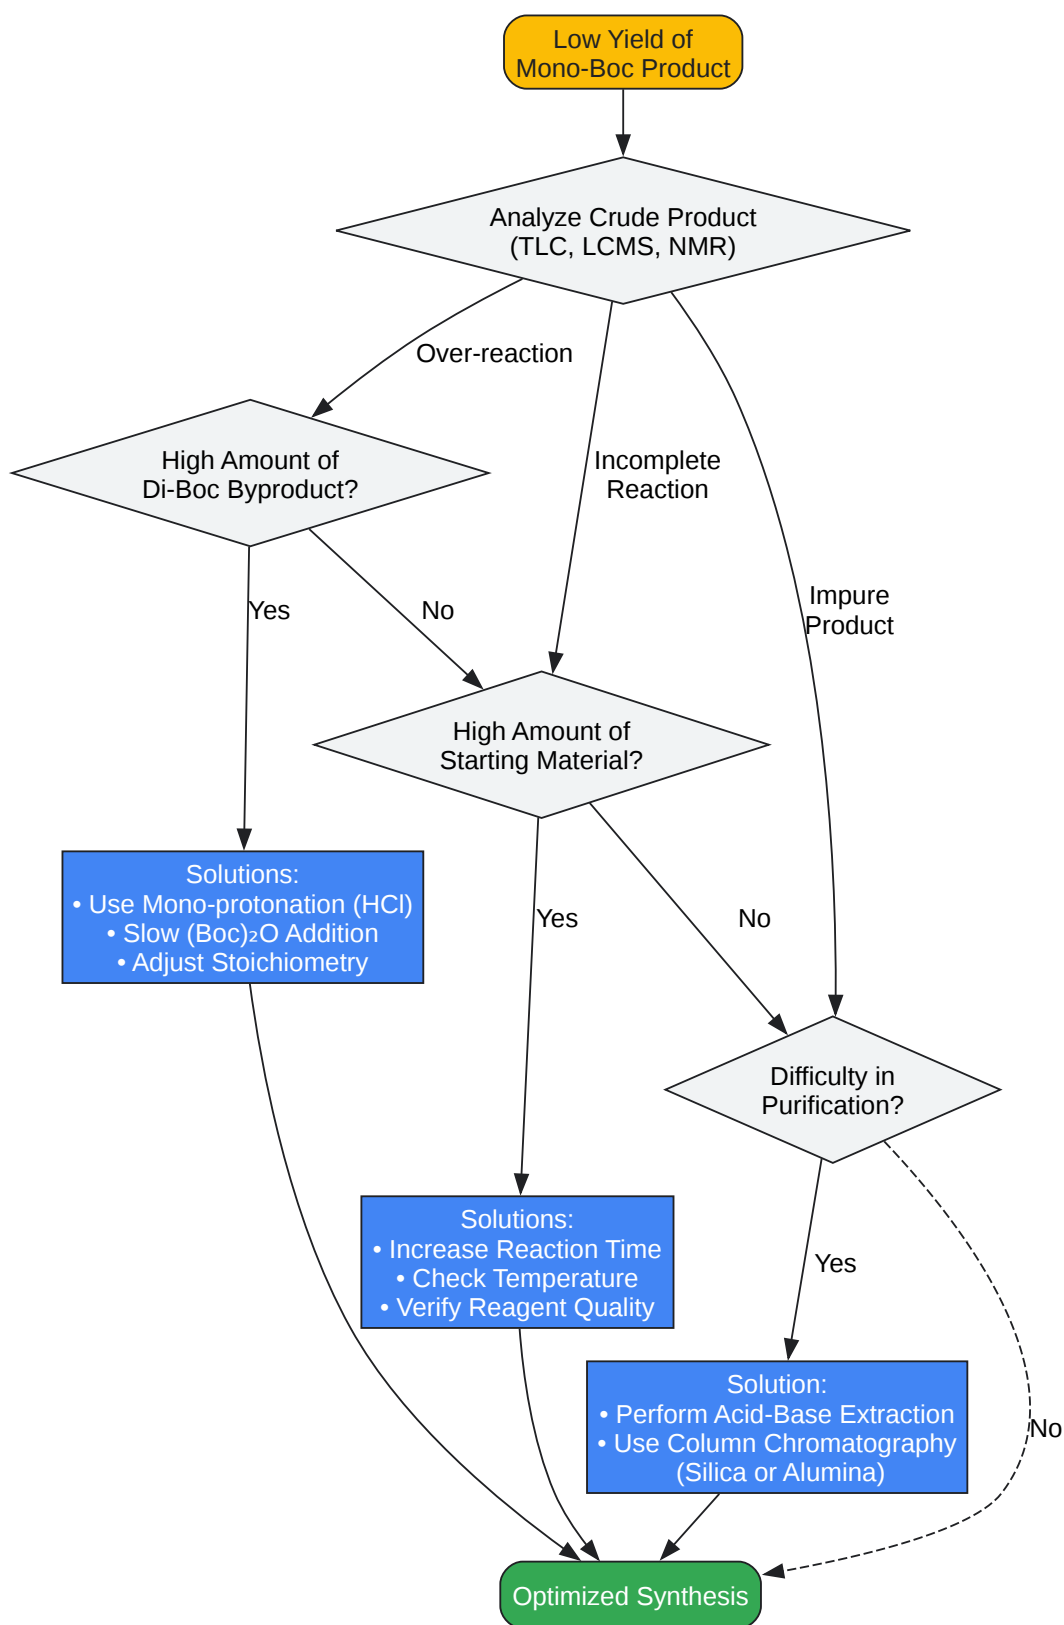 Low Yield of
Mono-Boc Product
Analyze Crude Product
(TLC, LCMS, NMR)
Over-reaction
Incomplete
Reaction
High Amount of
Di-Boc Byproduct?
Impure
Product
Yes
No
High Amount of
Starting Material?
Solutions:
• Use Mono-protonation (HCl)
• Slow (Boc)₂O Addition
• Adjust Stoichiometry
Yes
No
Difficulty in
Purification?
Solutions:
• Increase Reaction Time
• Check Temperature
• Verify Reagent Quality
Yes
No
Solution:
• Perform Acid-Base Extraction
• Use Column Chromatography
(Silica or Alumina)
Optimized Synthesis